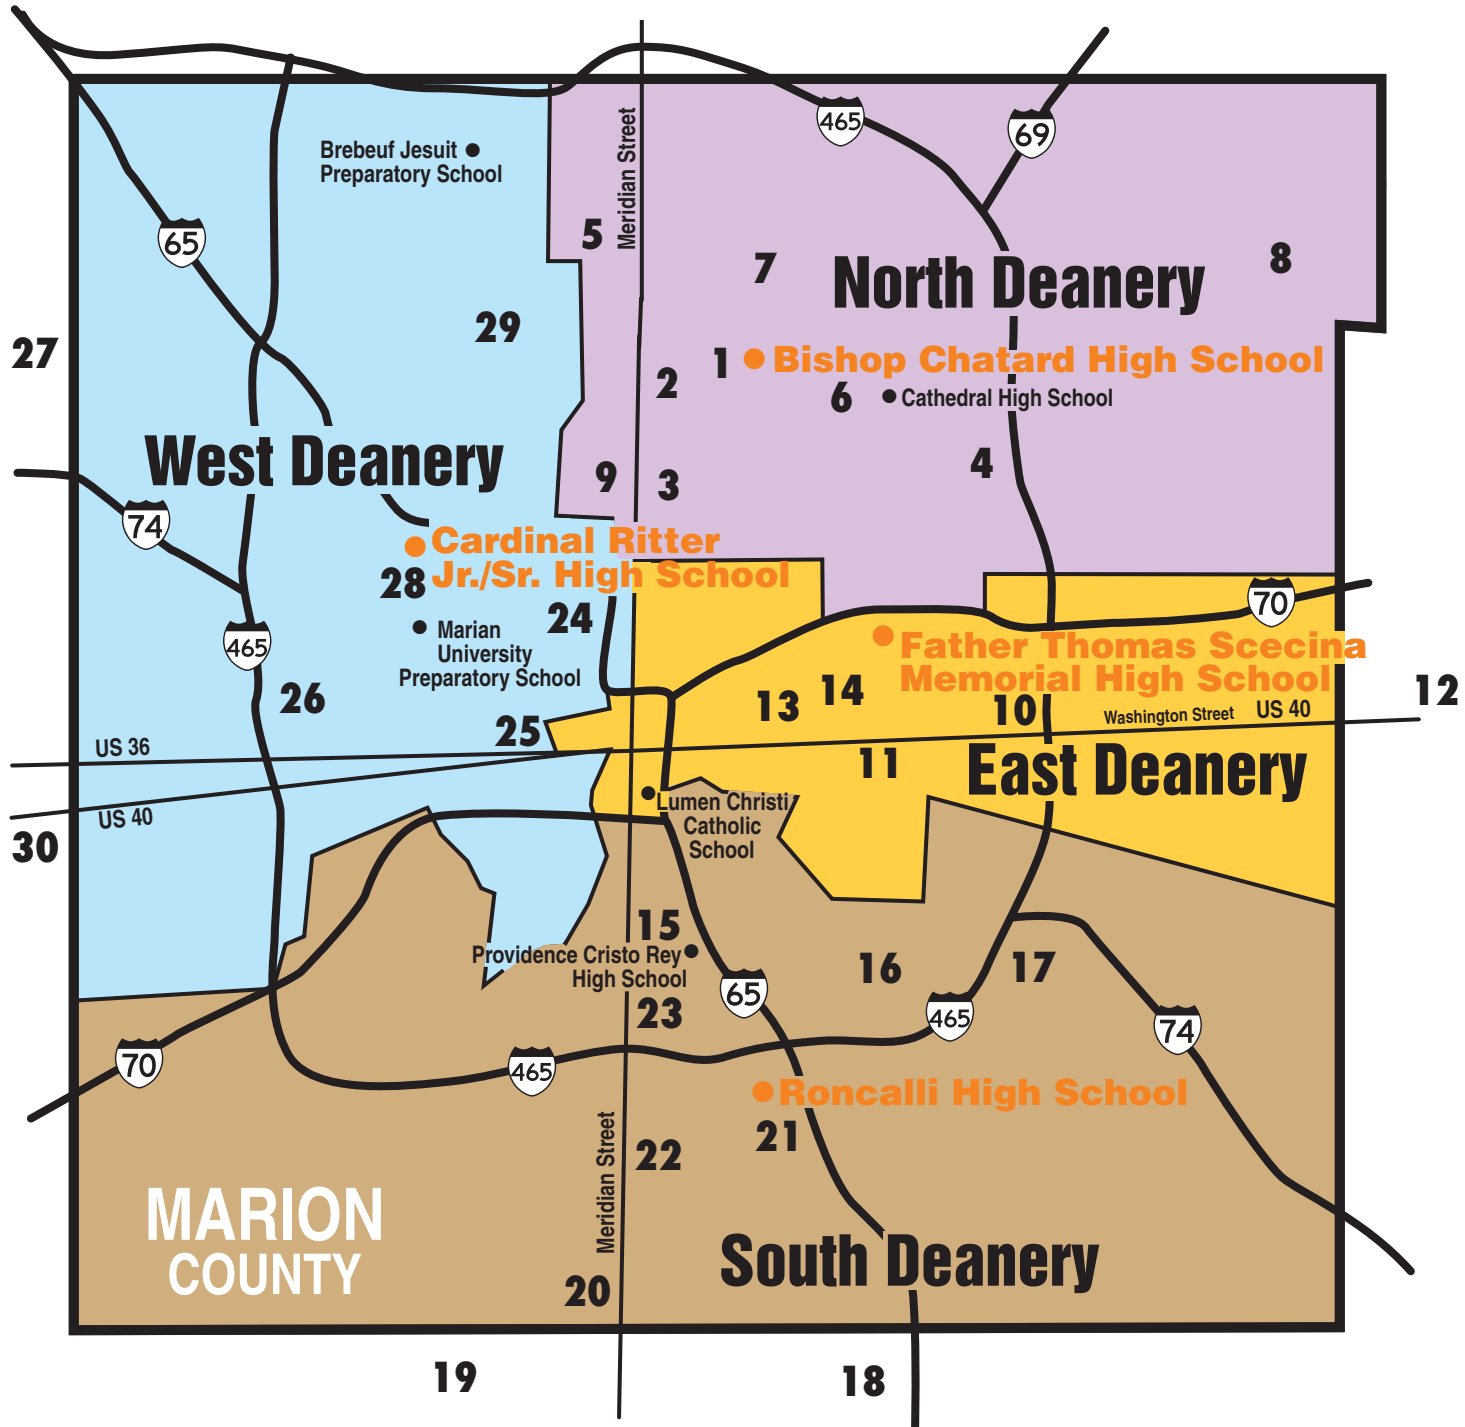 465
69
Meridian Street
Brebeuf Jesuit
Preparatory School
5
65
7
8
North Deanery
29
27
1
Bishop Chatard High School
2
6
Cathedral High School
West Deanery
9
3
4
74
Cardinal Ritter
Jr./Sr. High School
28
70
24
Marian
University
Preparatory School
465
Father Thomas Scecina
Memorial High School
26
25
13
14
10
Washington Street
US 40
12
US 36
11
East Deanery
US 40
30
Lumen Christi
Catholic
School
15
Providence Cristo Rey
High School
16
17
65
23
465
74
70
465
Roncalli High School
21
22
Meridian Street
MARION
COUNTY
South Deanery
20
19
18